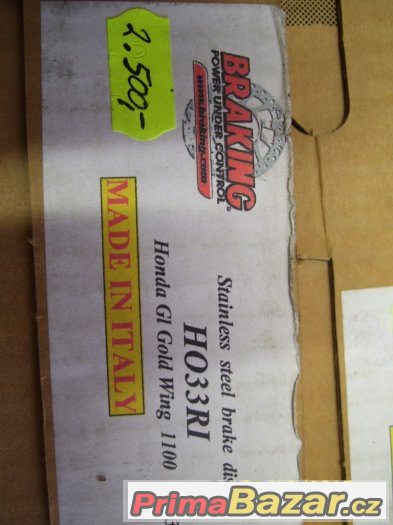 2.500,-
BRAKING®
POWER UNDER CONTROL
www.braking.com
Stainless steel brake
HO33RI
Honda Gl Gold Wing 1100
MADE IN ITALY
PrimaBazar.cz